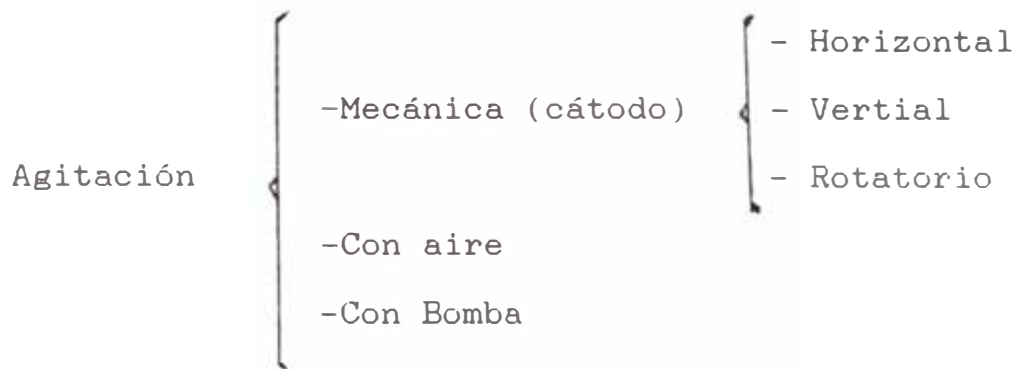 Agitación
-Mecánica (cátodo)
- Horizontal
- Vertial
- Rotatorio
-Con aire
-Con Bomba